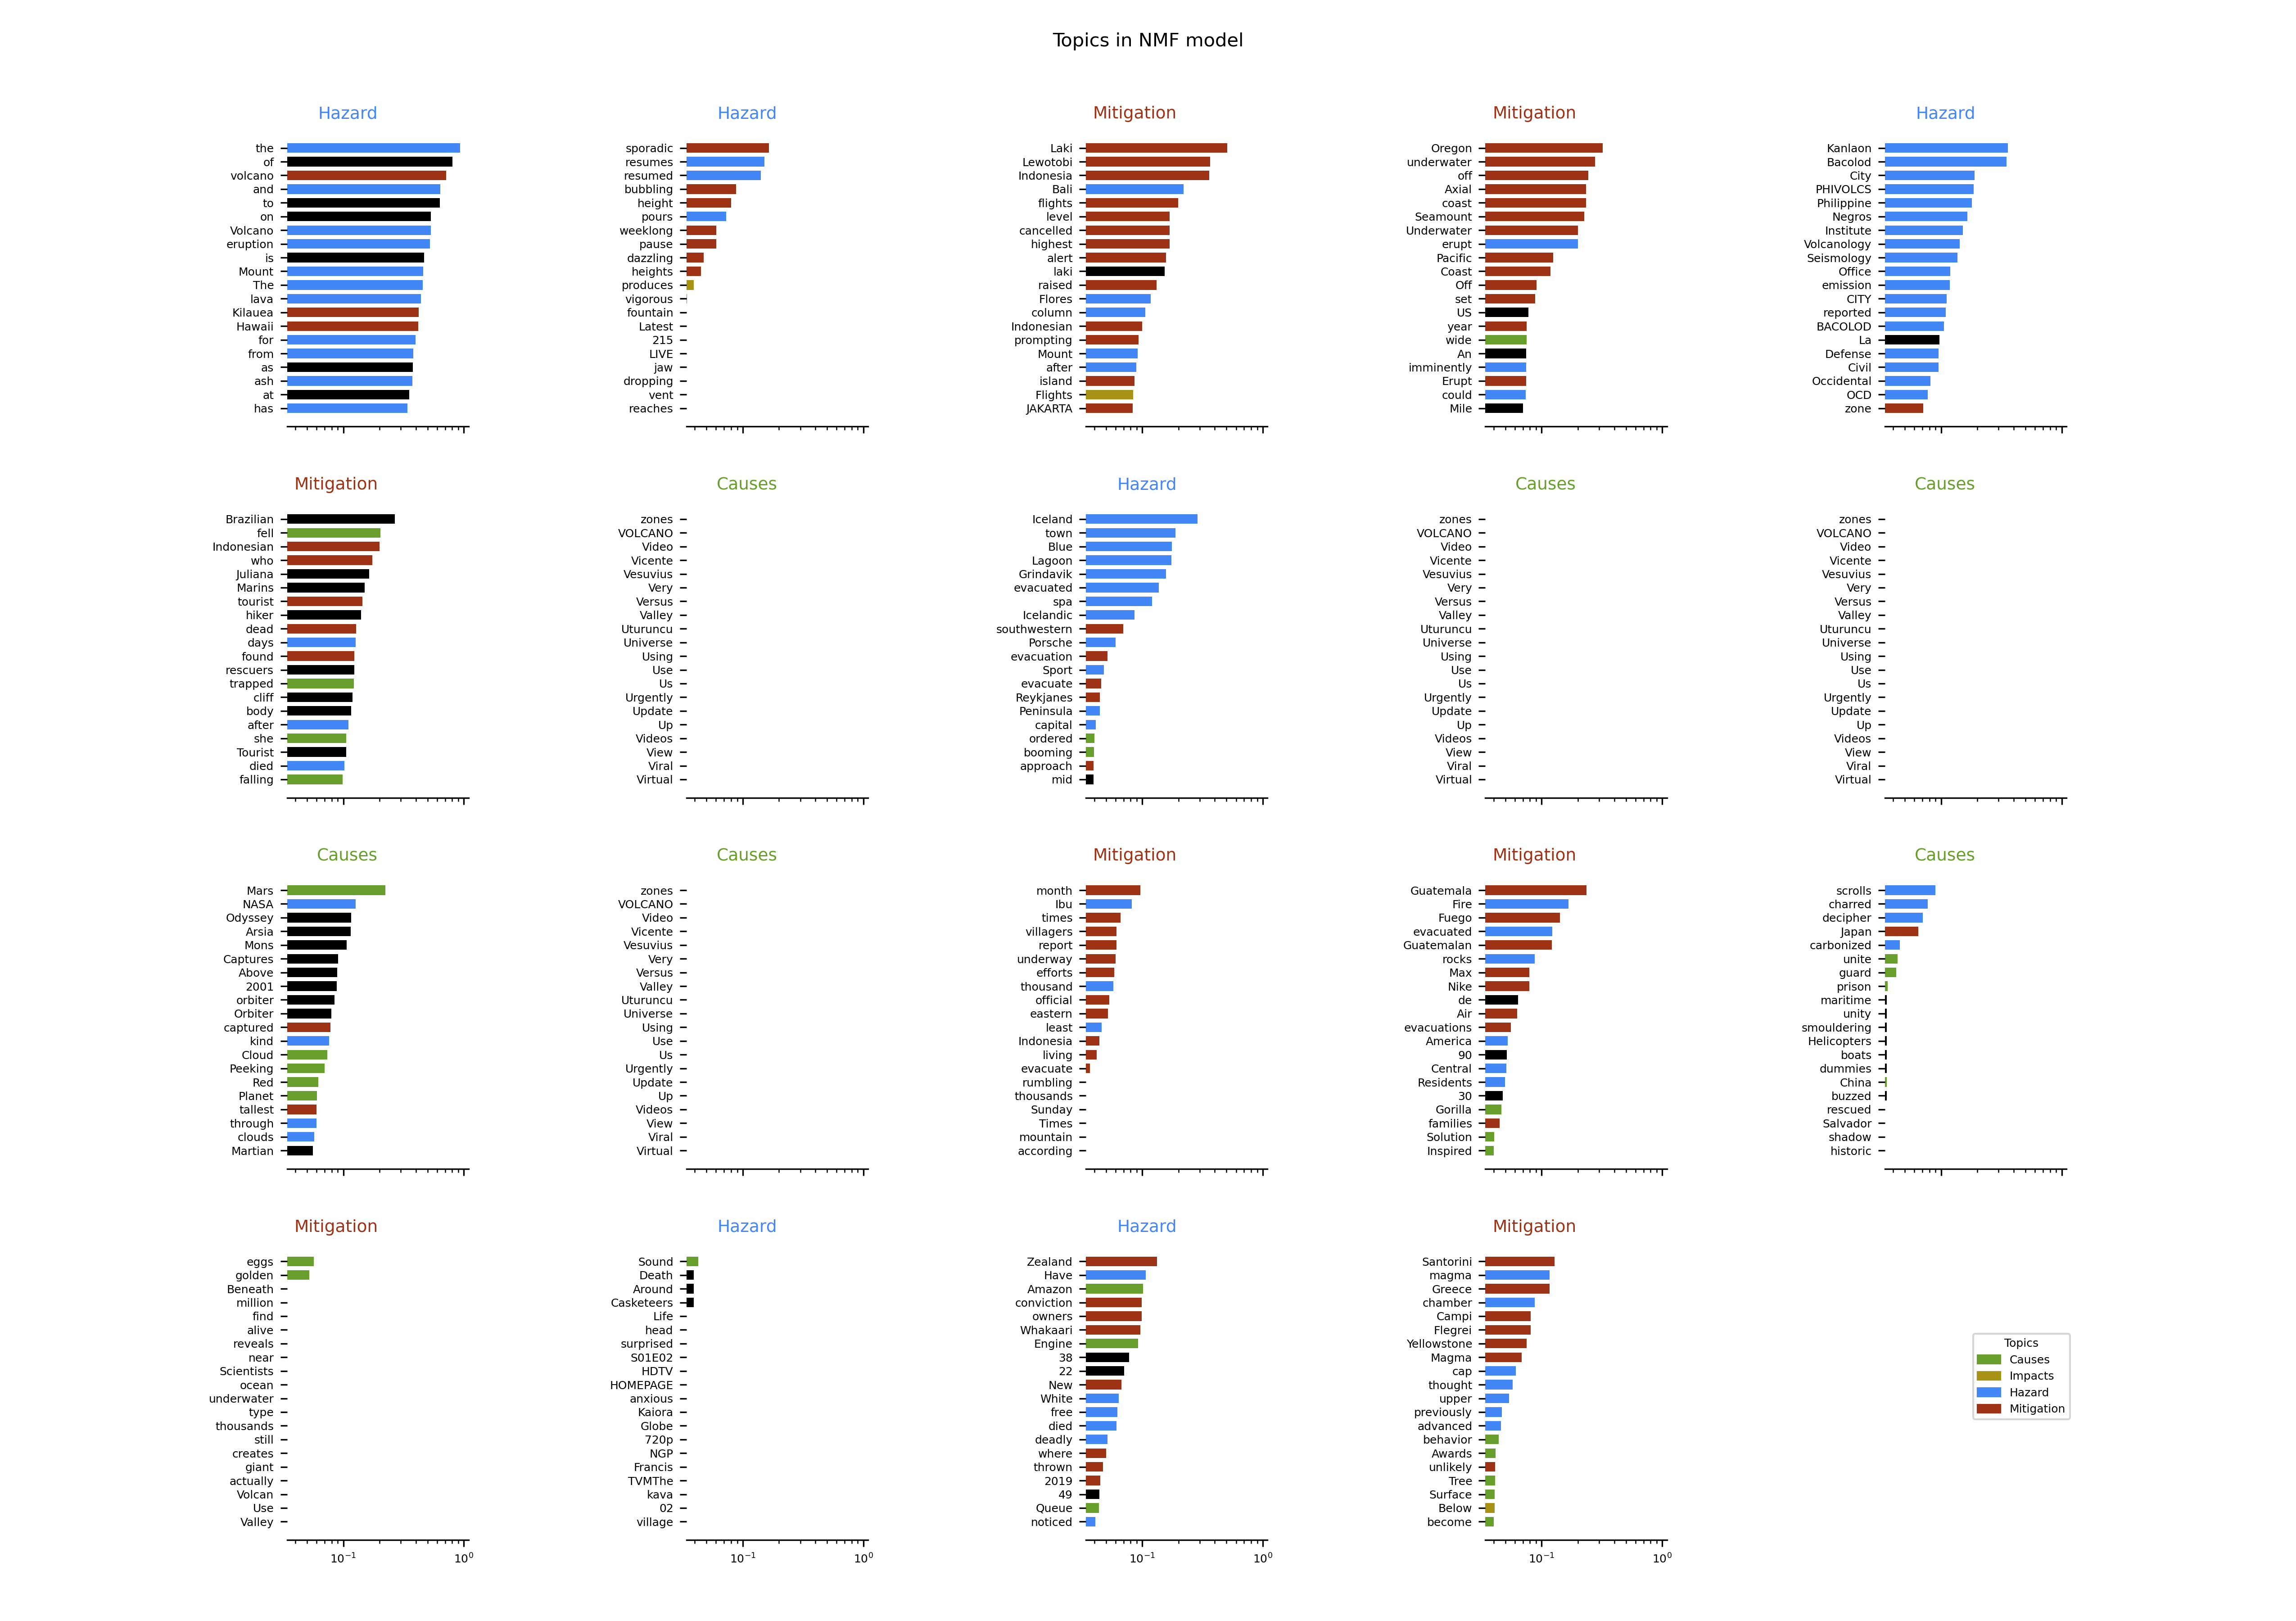 Topics in NMF model
Hazard
the
of
volcano
and
to
on
Volcano
eruption
is
Mount
The
lava
Kilauea
Hawaii
for
from
as
ash
at
has
Hazard
sporadic
resumes
resumed
bubbling
height
pours
weeklong
pause
dazzling
heights
produces
vigorous
fountain
Latest
215
LIVE
jaw
dropping
vent
reaches
Mitigation
Laki
Lewotobi
Indonesia
Bali
flights
level
cancelled
highest
alert
laki
raised
Flores
column
Indonesian
prompting
Mount
after
island
Flights
JAKARTA
Mitigation
Oregon
underwater
off
Axial
coast
Seamount
Underwater
erupt
Pacific
Coast
Off
set
US
year
wide
An
imminently
Erupt
could
Mile
Hazard
Kanlaon
Bacolod
City
PHIVOLCS
Philippine
Negros
Institute
Volcanology
Seismology
Office
emission
CITY
reported
BACOLOD
La
Defense
Civil
Occidental
OCD
zone
Mitigation
Brazilian
fell
Indonesian
who
Juliana
Marins
tourist
hiker
dead
days
found
rescuers
trapped
cliff
body
after
she
Tourist
died
falling
Causes
zones
VOLCANO
Video
Vicente
Vesuvius
Very
Versus
Valley
Uturuncu
Universe
Using
Use
Us
Urgently
Update
Up
Videos
View
Viral
Virtual
Hazard
Iceland
town
Blue
Lagoon
Grindavik
evacuated
spa
Icelandic
southwestern
Porsche
evacuation
Sport
evacuate
Reykjanes
Peninsula
capital
ordered
booming
approach
mid
Causes
zones
VOLCANO
Video
Vicente
Vesuvius
Very
Versus
Valley
Uturuncu
Universe
Using
Use
Us
Urgently
Update
Up
Videos
View
Viral
Virtual
Causes
zones
VOLCANO
Video
Vicente
Vesuvius
Very
Versus
Valley
Uturuncu
Universe
Using
Use
Us
Urgently
Update
Up
Videos
View
Viral
Virtual
Causes
Mars
NASA
Odyssey
Arsia
Mons
Captures
Above
2001
orbiter
Orbiter
captured
kind
Cloud
Peeking
Red
Planet
tallest
through
clouds
Martian
Causes
zones
VOLCANO
Video
Vicente
Vesuvius
Very
Versus
Valley
Uturuncu
Universe
Using
Use
Us
Urgently
Update
Up
Videos
View
Viral
Virtual
Mitigation
month
Ibu
times
villagers
report
underway
efforts
thousand
official
eastern
least
Indonesia
living
evacuate
rumbling
thousands
Sunday
Times
mountain
according
Mitigation
Guatemala
Fire
Fuego
evacuated
Guatemalan
rocks
Max
Nike
de
Air
evacuations
America
90
Central
Residents
30
Gorilla
families
Solution
Inspired
Causes
scrolls
charred
decipher
Japan
carbonized
unite
guard
prison
maritime
unity
smouldering
Helicopters
boats
dummies
China
buzzed
rescued
Salvador
shadow
historic
Mitigation
eggs
golden
Beneath
million
find
alive
reveals
near
Scientists
ocean
underwater
type
thousands
still
creates
giant
actually
Volcan
Use
Valley
10⁻¹ 10⁰
Hazard
Sound
Death
Around
Casketeers
Life
head
surprised
S01E02
HDTV
HOMEPAGE
anxious
Kaiora
Globe
720p
NGP
Francis
TVMThe
kava
02
village
10⁻¹ 10⁰
Hazard
Zealand
Have
Amazon
conviction
owners
Whakaari
Engine
38
22
New
White
free
died
deadly
where
thrown
2019
49
Queue
noticed
10⁻¹ 10⁰
Mitigation
Santorini
magma
Greece
chamber
Campi
Flegrei
Yellowstone
Magma
cap
thought
upper
previously
advanced
behavior
Awards
unlikely
Tree
Surface
Below
become
10⁻¹ 10⁰
Topics
Causes
Impacts
Hazard
Mitigation